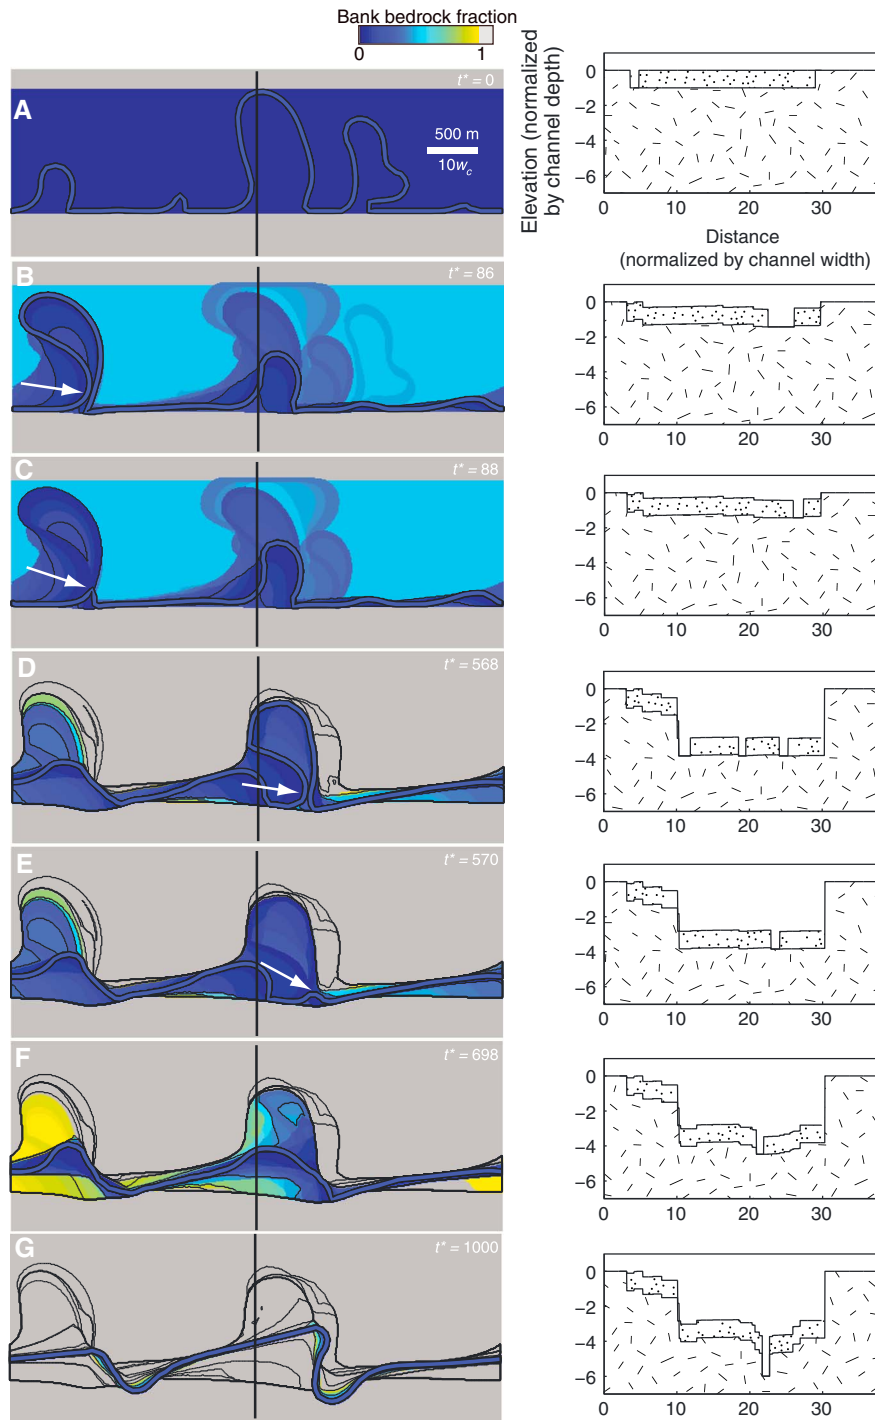 Bank bedrock fraction
0 1
A
t* = 0
500 m
10w_c
Elevation (normalized
by channel depth)
0
−2
−4
−6
0 10 20 30
Distance
(normalized by channel width)
B
t* = 86
0
−2
−4
−6
0 10 20 30
C
t* = 88
0
−2
−4
−6
0 10 20 30
D
t* = 568
0
−2
−4
−6
0 10 20 30
E
t* = 570
0
−2
−4
−6
0 10 20 30
F
t* = 698
0
−2
−4
−6
0 10 20 30
G
t* = 1000
0
−2
−4
−6
0 10 20 30